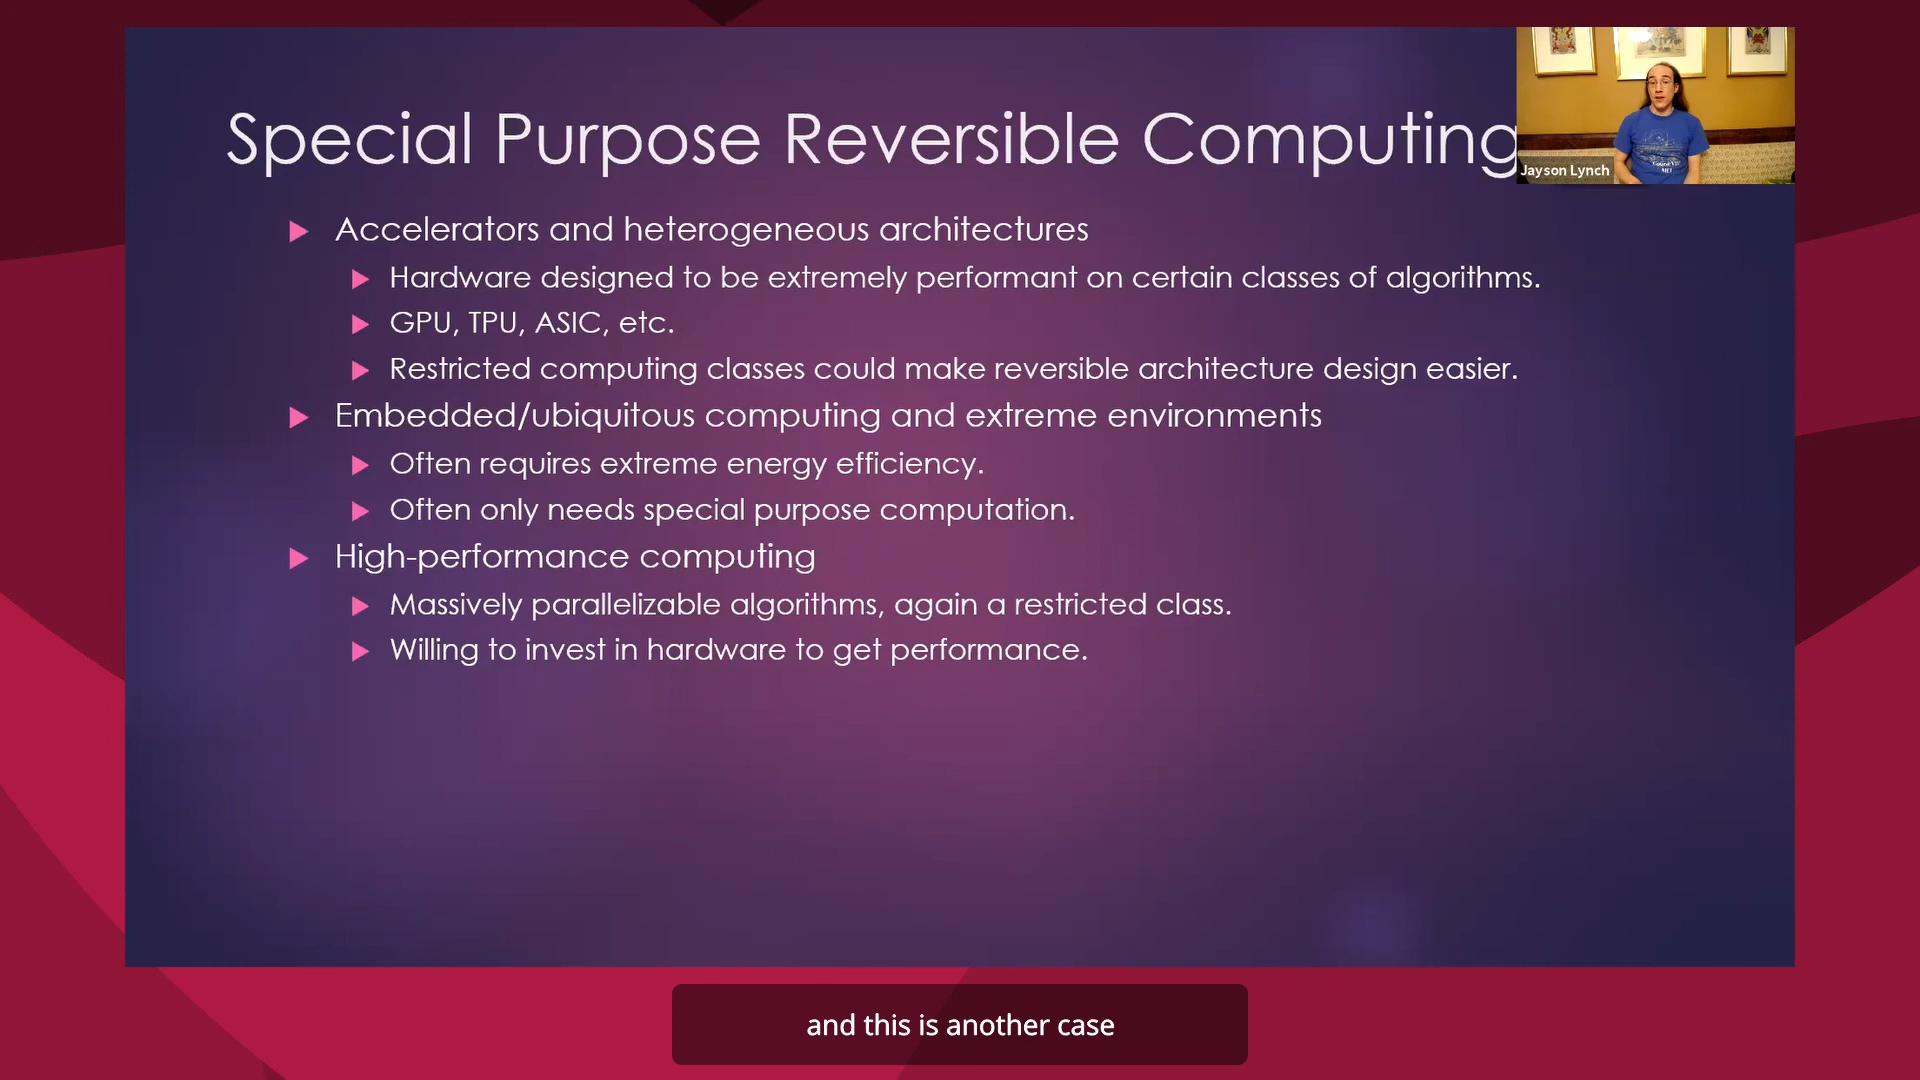 Special Purpose Reversible Computing
Jayson Lynch
Accelerators and heterogeneous architectures
Hardware designed to be extremely performant on certain classes of algorithms.
GPU, TPU, ASIC, etc.
Restricted computing classes could make reversible architecture design easier.
Embedded/ubiquitous computing and extreme environments
Often requires extreme energy efficiency.
Often only needs special purpose computation.
High-performance computing
Massively parallelizable algorithms, again a restricted class.
Willing to invest in hardware to get performance.
and this is another case